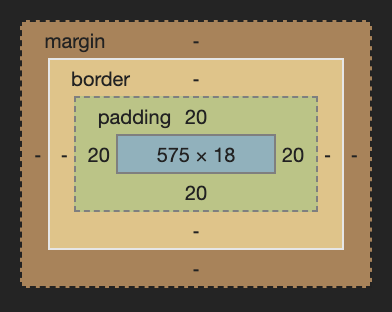 margin -
border -
padding 20
- - 20 575 × 18 20 - -
20
-
-